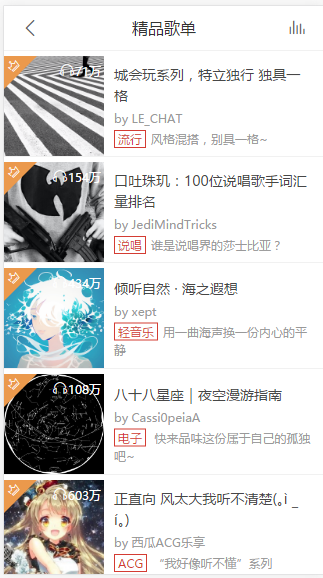 精品歌单
71万
城会玩系列，特立独行 独具一
格
by LE_CHAT
流行 风格混搭，别具一格~
154万
口吐珠玑：100位说唱歌手词汇
量排名
by JediMindTricks
说唱 谁是说唱界的莎士比亚？
倾听自然 · 海之遐想
by xept
轻音乐 用一曲海声换一份内心的平
静
108万
八十八星座｜夜空漫游指南
by Cassi0peiaA
电子 快来品味这份属于自己的孤独
吧~
603万
正直向 风太大我听不清楚(｡ì _
í｡)
by 西瓜ACG乐享
ACG “我好像听不懂”系列